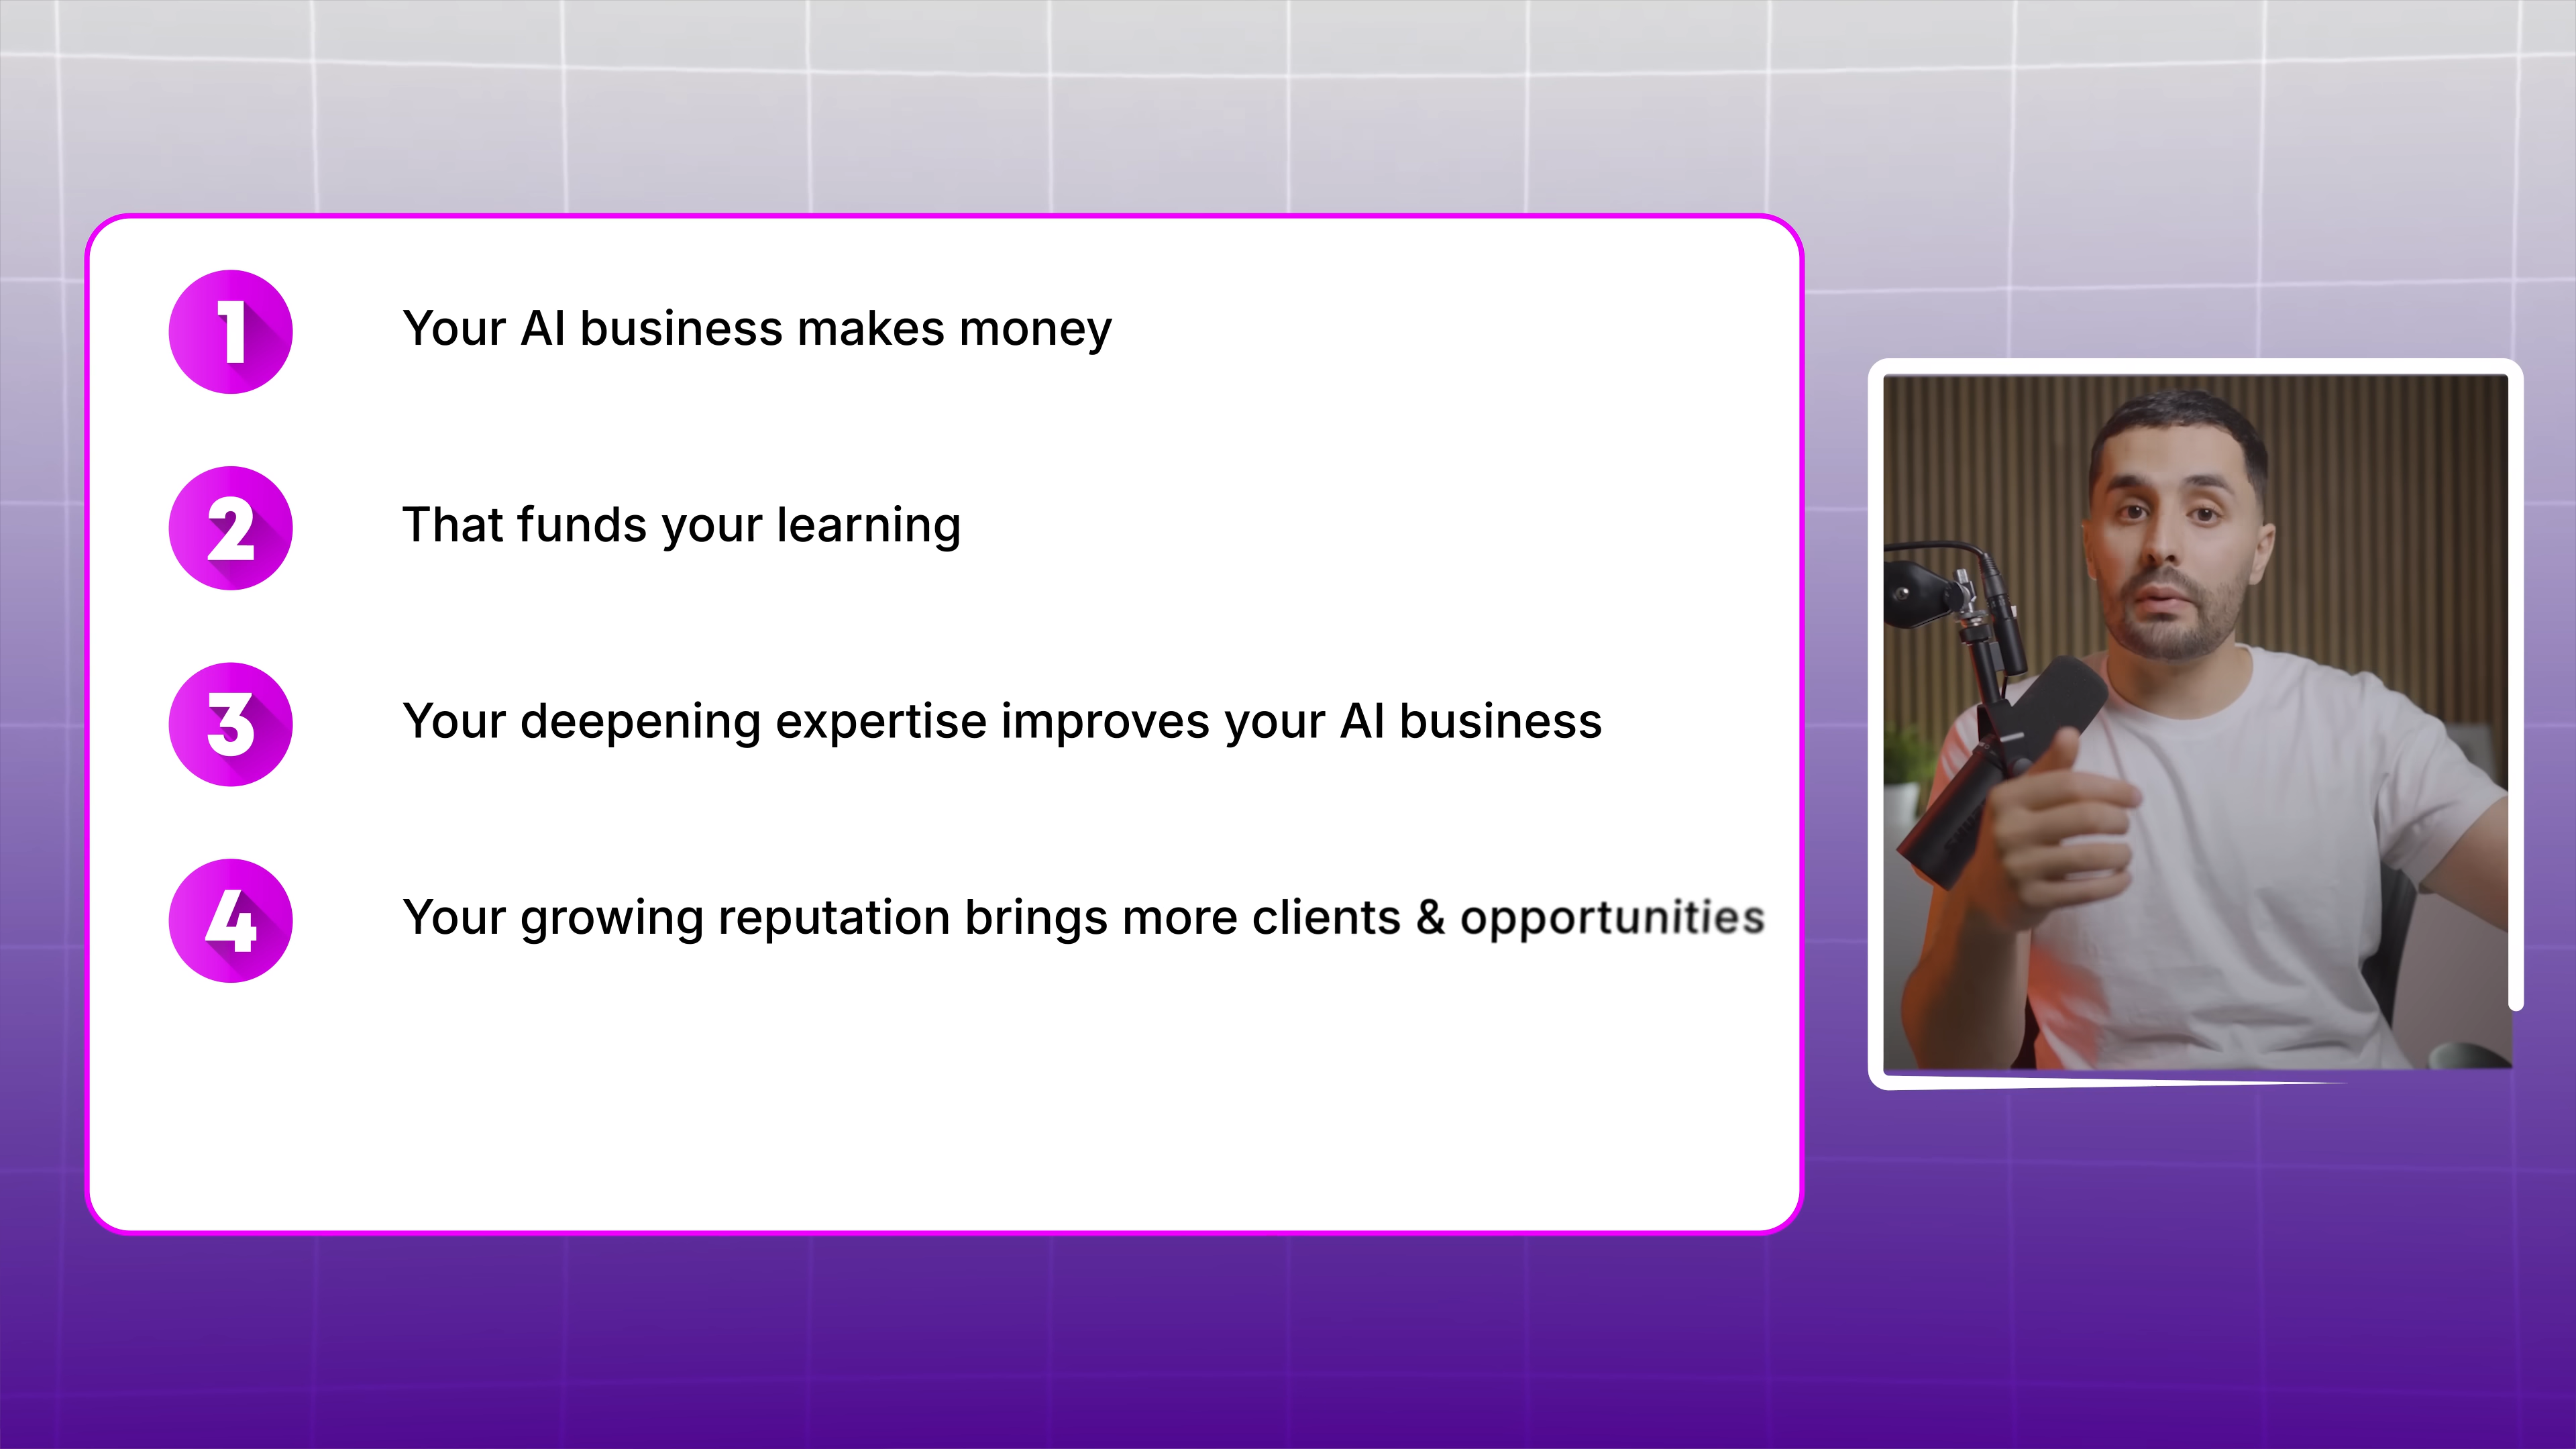 1 Your AI business makes money
2 That funds your learning
3 Your deepening expertise improves your AI business
4 Your growing reputation brings more clients & opportunities